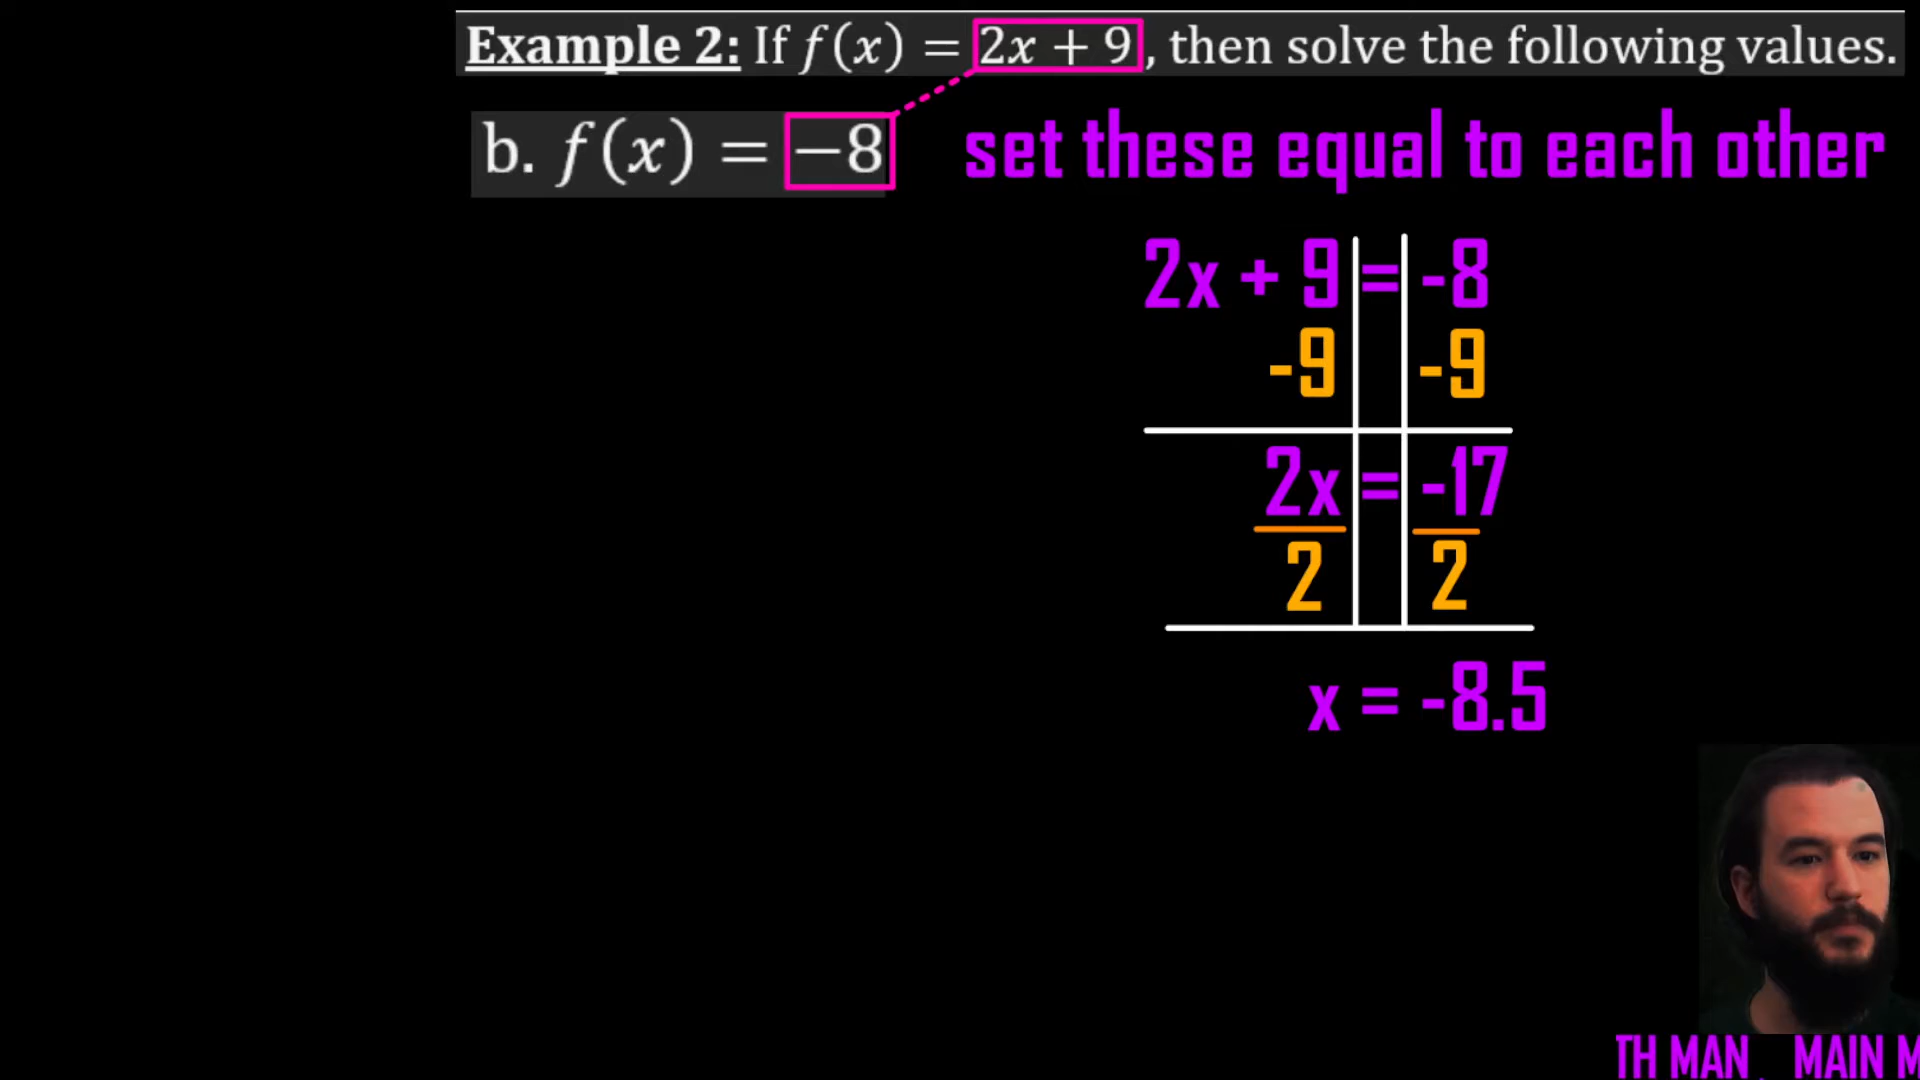 Example 2: If f(x) = 2x + 9, then solve the following values.
b. f(x) = −8
set these equal to each other
2x + 9 = -8
-9 -9
2x = -17
2 2
x = -8.5
TH MAN MAIN M